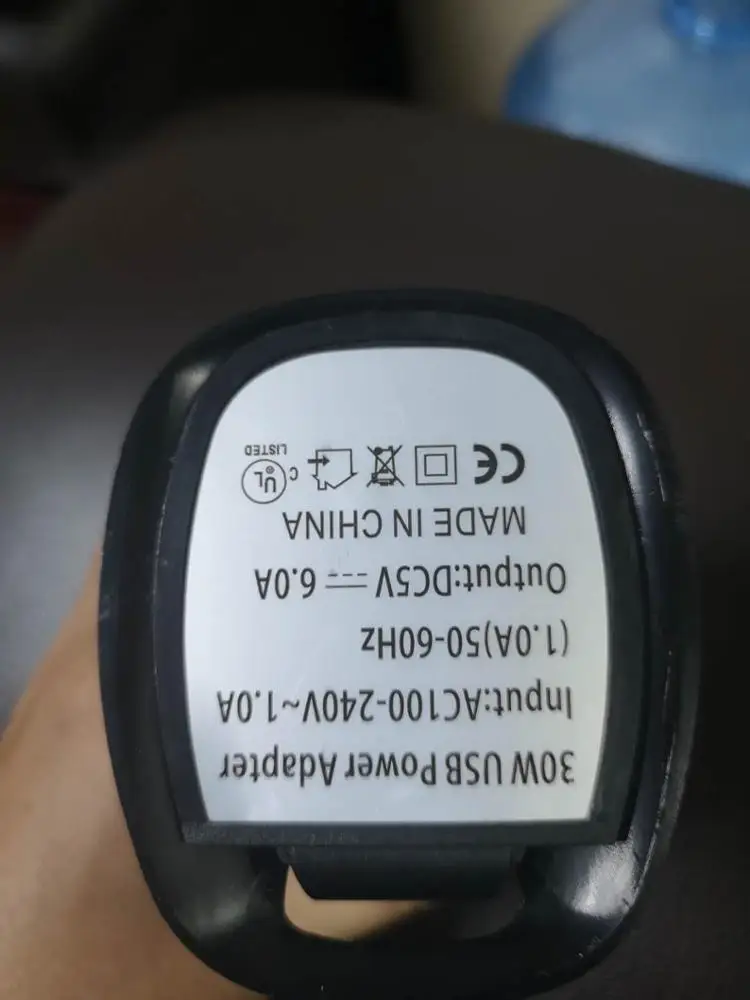 30W USB Power Adapter
Input:AC100-240V~1.0A
(1.0A)50-60Hz
Output:DC5V ⎓ 6.0A
MADE IN CHINA
CE C UL LISTED